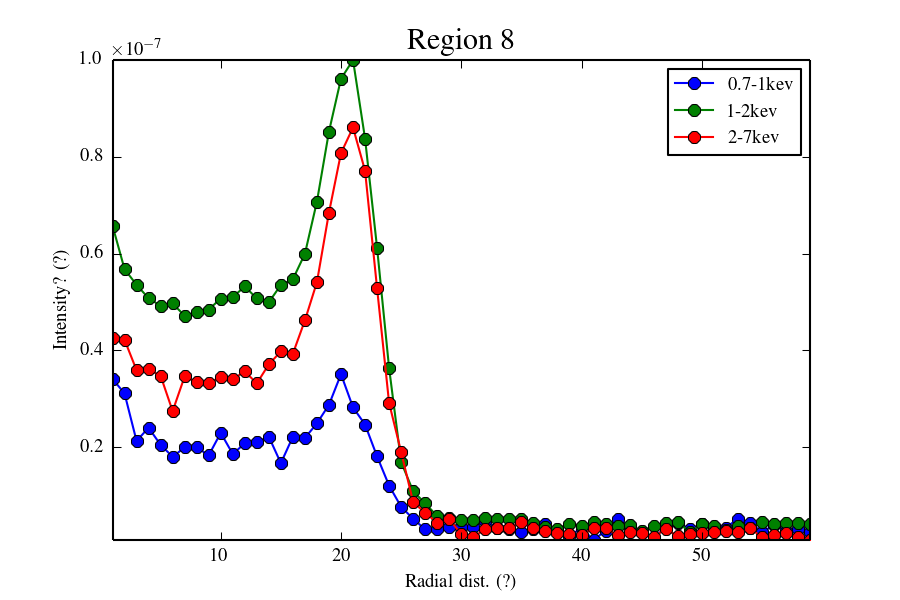 Region 8
×10⁻⁷
1.0
0.8
0.6
0.4
0.2
Intensity? (?)
0.7-1kev
1-2kev
2-7kev
10 20 30 40 50
Radial dist. (?)